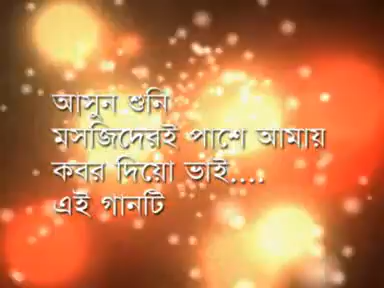 আসুন শুনি
মসজিদেরই পাশে আমায়
কবর দিয়ো ভাই....
এই গানটি